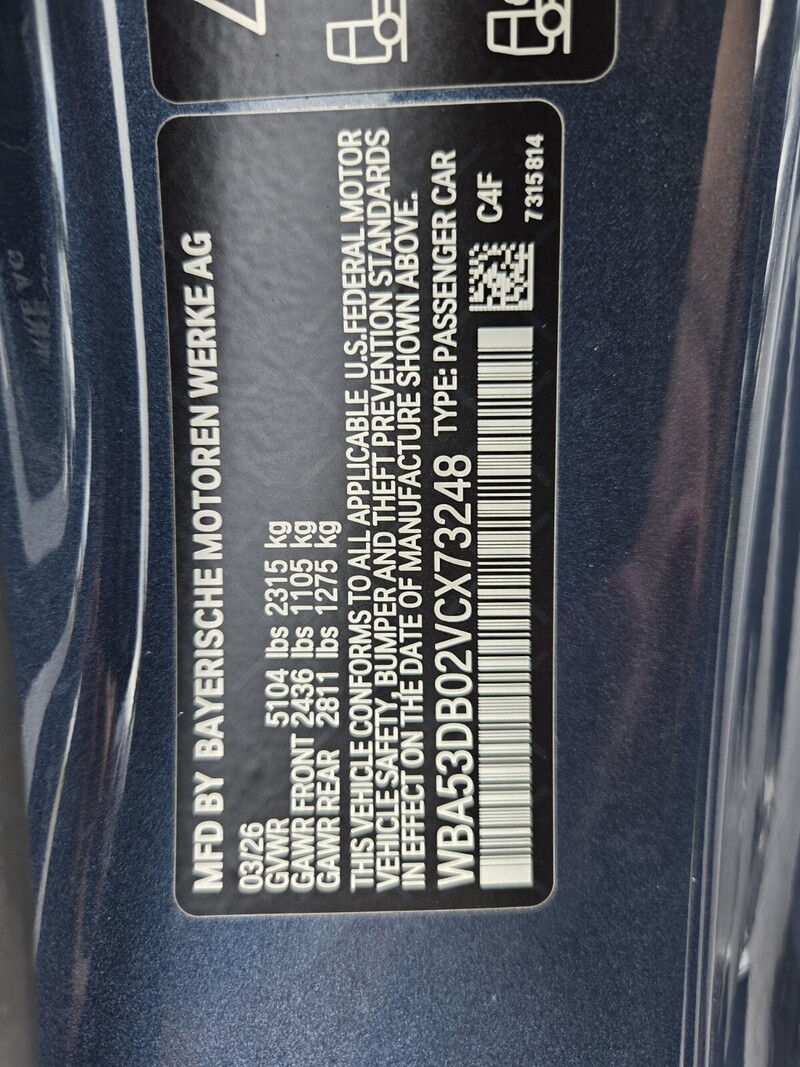 MFD BY BAYERISCHE MOTOREN WERKE AG
03/26
GVWR 5104 lbs 2315 kg
GAWR FRONT 2436 lbs 1105 kg
GAWR REAR 2811 lbs 1275 kg
THIS VEHICLE CONFORMS TO ALL APPLICABLE U.S. FEDERAL MOTOR
VEHICLE SAFETY, BUMPER AND THEFT PREVENTION STANDARDS
IN EFFECT ON THE DATE OF MANUFACTURE SHOWN ABOVE.
WBA53DB02VCX73248 TYPE: PASSENGER CAR
C4F
7315814